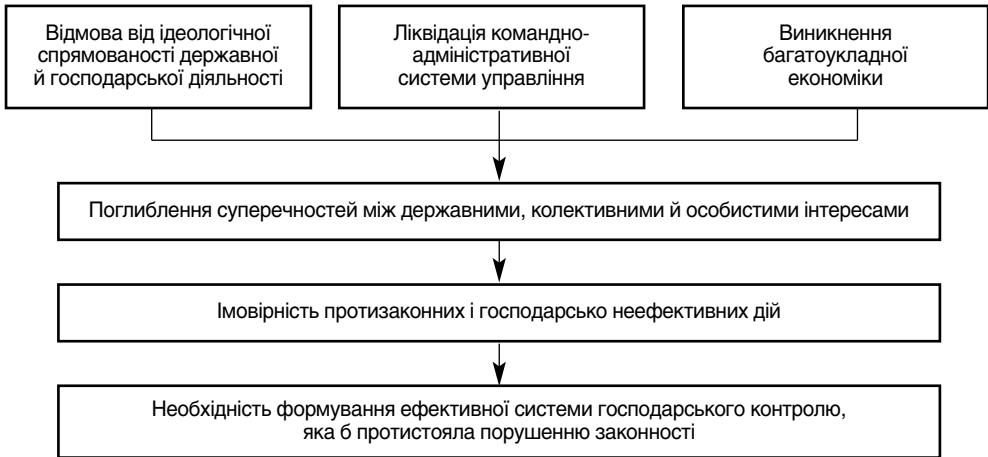 Відмова від ідеологічної
спрямованості державної
й господарської діяльності
Ліквідація командно-
адміністративної
системи управління
Виникнення
багатоукладної
економіки
Поглиблення суперечностей між державними, колективними й особистими інтересами
Імовірність протизаконних і господарсько неефективних дій
Необхідність формування ефективної системи господарського контролю,
яка б протистояла порушенню законності